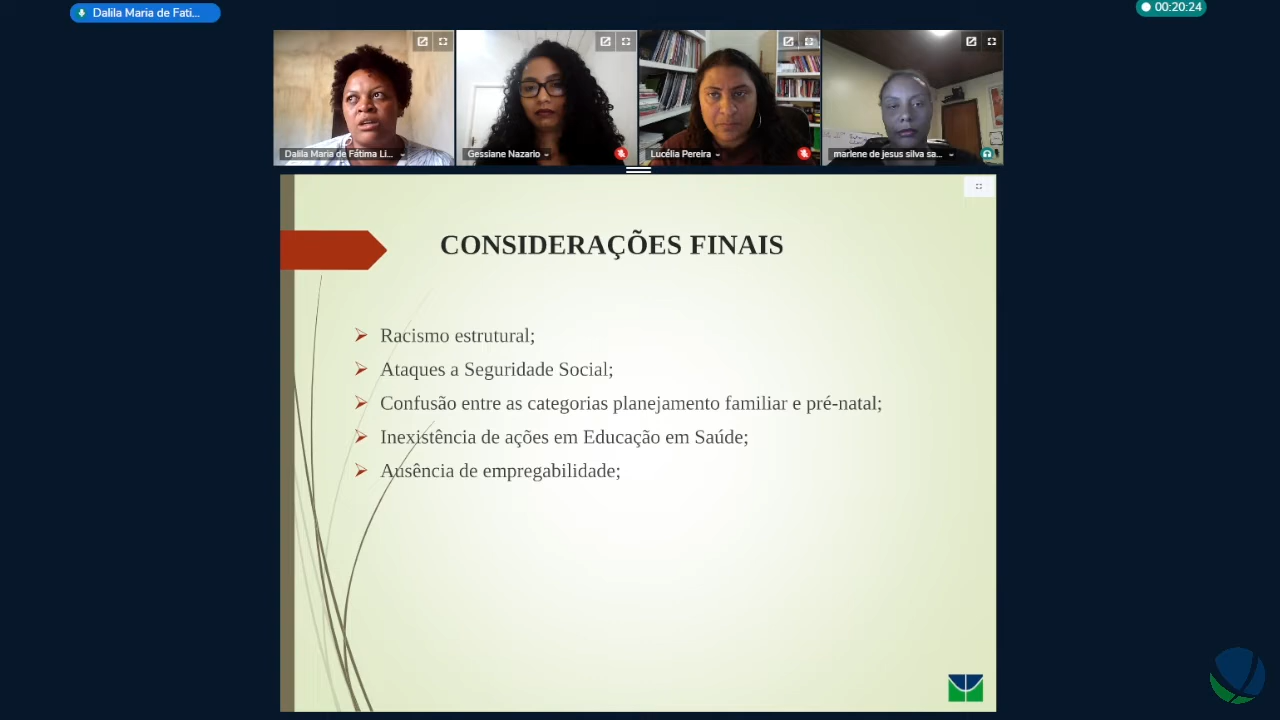 Dalila Maria de Fati...
00:20:24
Dalila Maria de Fátima Li...
Gessiane Nazario
Lucélia Pereira
marlene de jesus silva sa...
CONSIDERAÇÕES FINAIS
Racismo estrutural;
Ataques a Seguridade Social;
Confusão entre as categorias planejamento familiar e pré-natal;
Inexistência de ações em Educação em Saúde;
Ausência de empregabilidade;